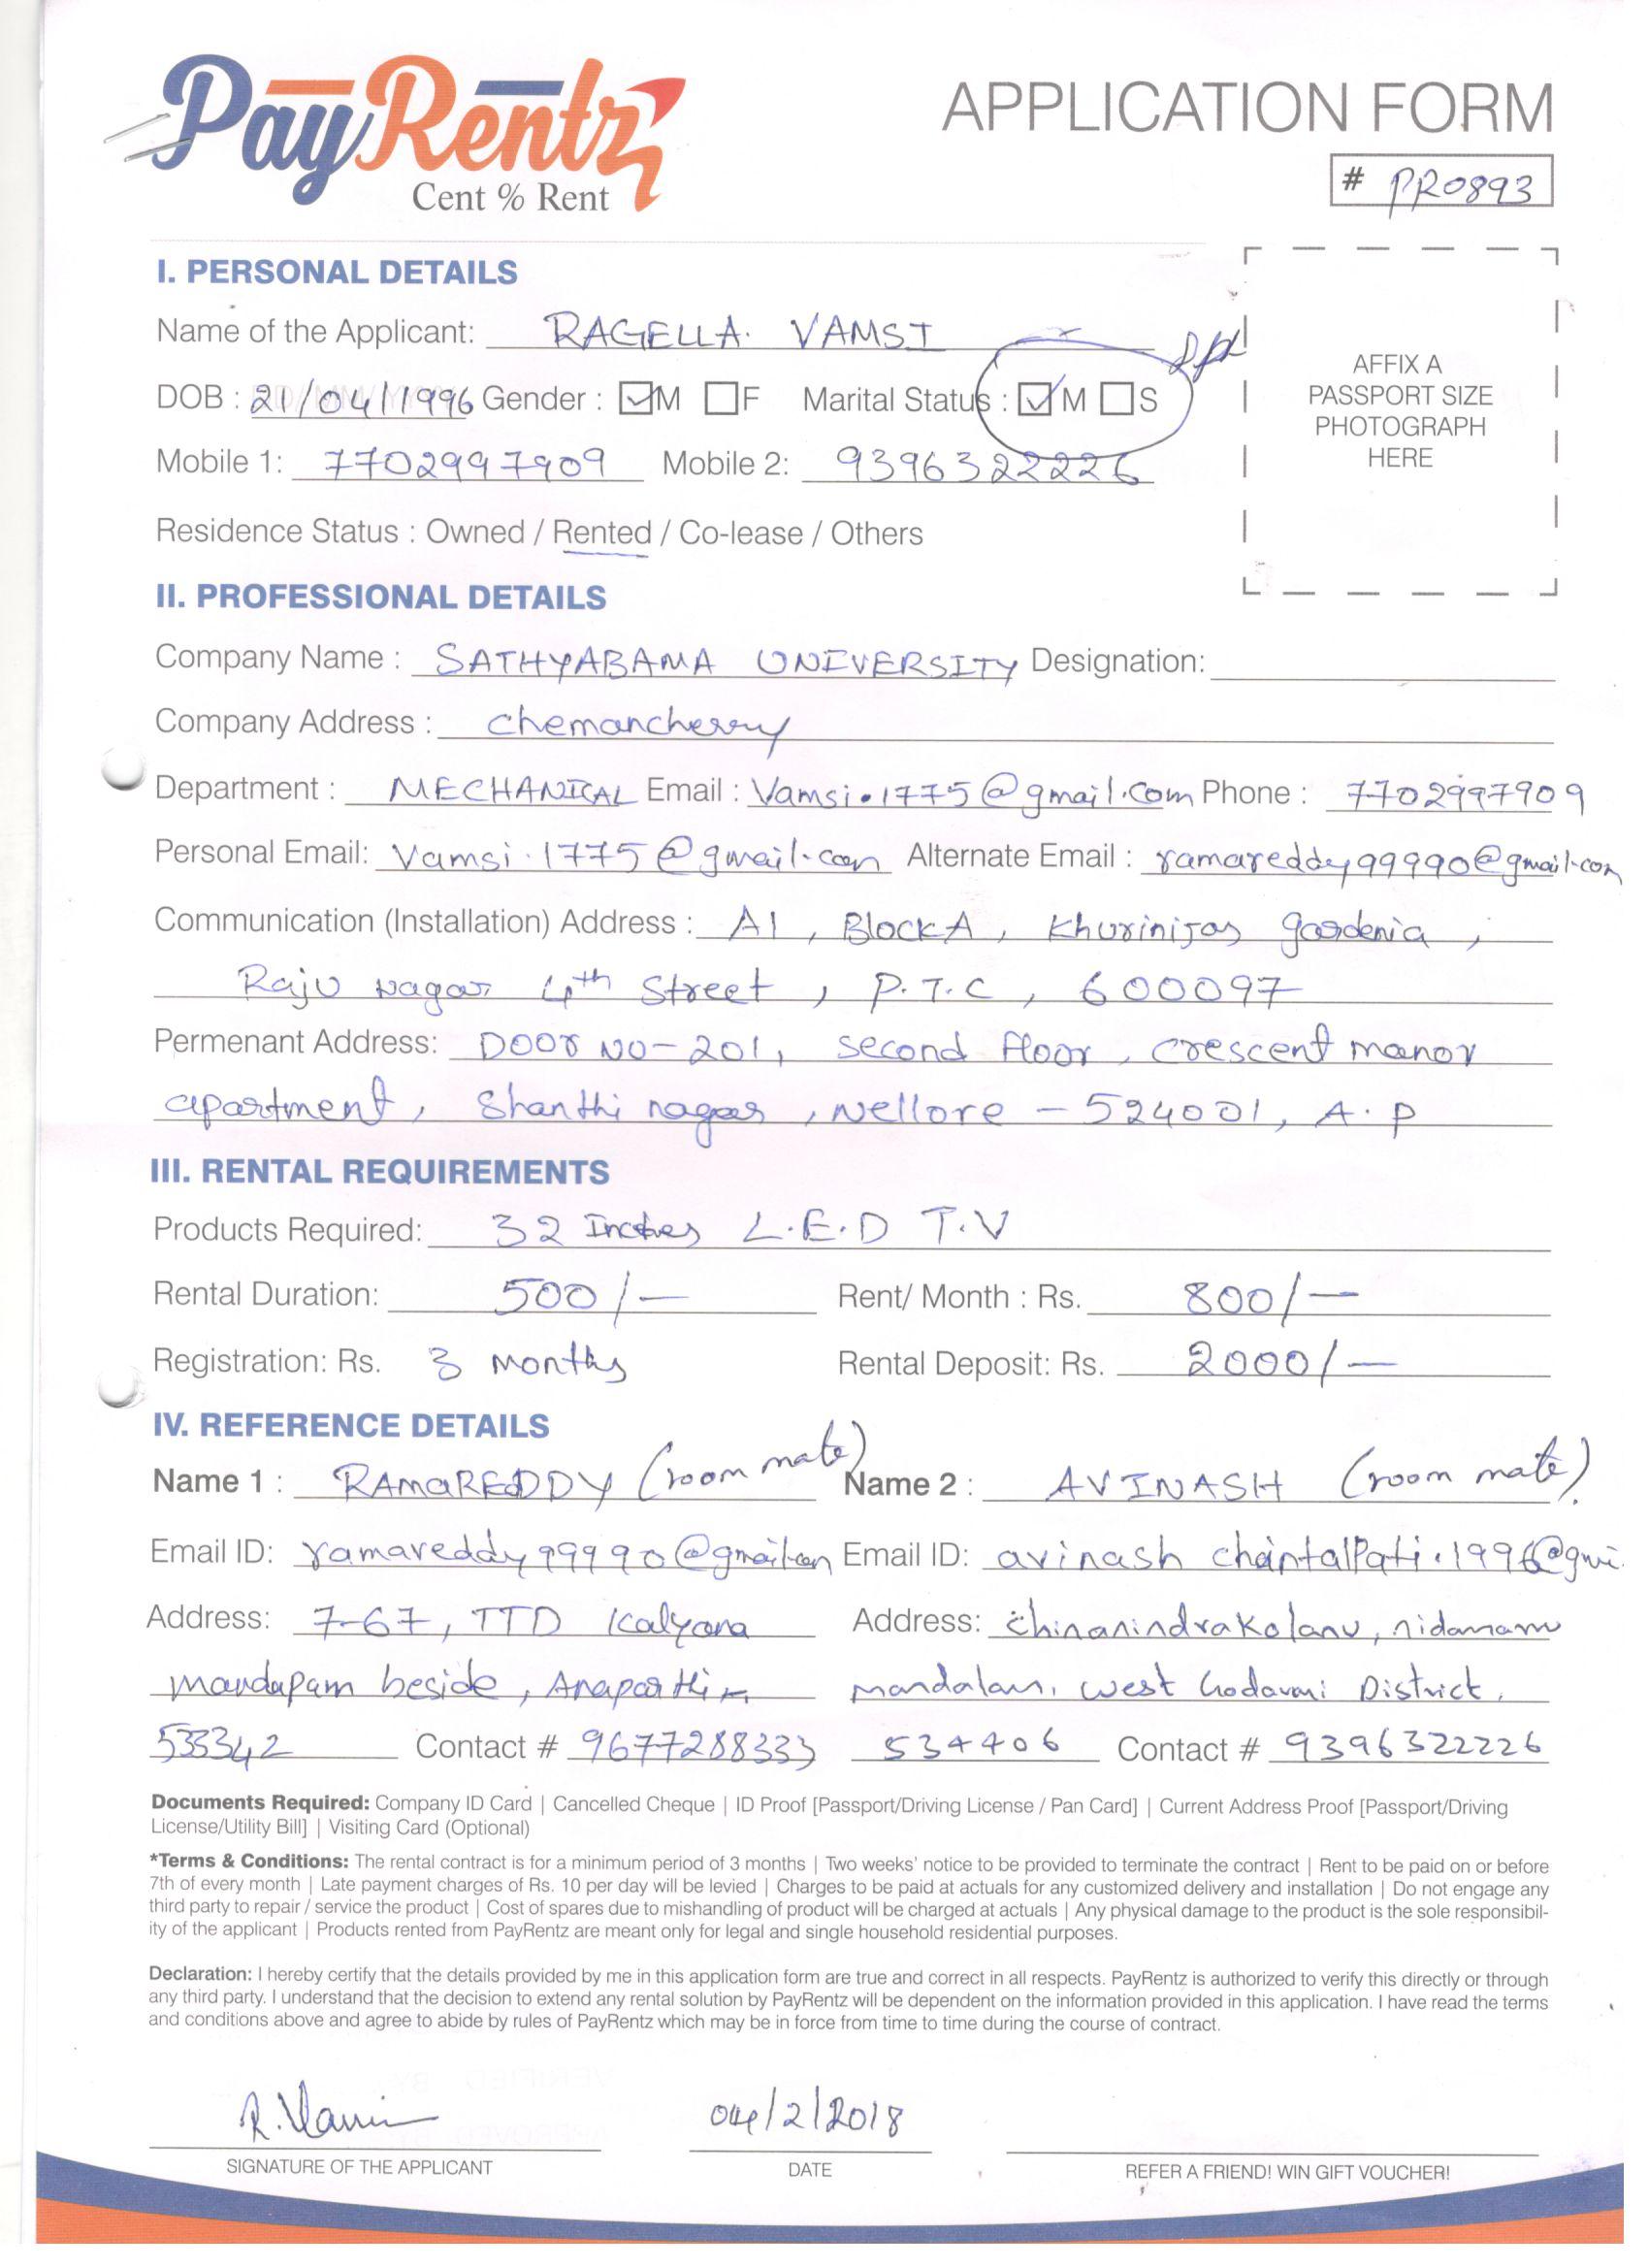 PayRentz
Cent % Rent
APPLICATION FORM
# PR0893
I. PERSONAL DETAILS
Name of the Applicant: RAGELLA. VAMSI
AFFIX A
PASSPORT SIZE
PHOTOGRAPH
HERE
DOB : 21/04/1996 Gender : M F Marital Status : M S
Mobile 1: 7702997909 Mobile 2: 9396322226
Residence Status : Owned / Rented / Co-lease / Others
II. PROFESSIONAL DETAILS
Company Name : SATHYABAMA UNIVERSITY Designation:
Company Address : Chemancherry
Department : MECHANICAL Email : Vamsi.1775@gmail.com Phone : 7702997909
Personal Email: Vamsi.1775@gmail.com Alternate Email : ramareddy99990@gmail.com
Communication (Installation) Address : A1, Block A, gardenia,
Raju nagar 4th Street, P.T.C, 600097
Permenant Address: Door NO-201, second Floor, crescent manor
apartment, Shanthi nagar, Nellore - 524001, A.P
III. RENTAL REQUIREMENTS
Products Required: 32 Inches L.E.D T.V
Rental Duration: 500/- Rent/ Month : Rs. 800/-
Registration: Rs. 3 months Rental Deposit: Rs. 2000/-
IV. REFERENCE DETAILS
Name 1 : RAMAREDDY (room mate) Name 2 : AVINASH (room mate).
Email ID: ramareddy99990@gmail.com Email ID: avinash chantalpati.1996@gmi
Address: 7-67, TTD Kalyana Address: Chinanindrakolanu, nidamaru
mandapam beside, Anaparthi mandalam, West Godavari District,
533342 Contact # 9677288333 534406 Contact # 9396322226
Documents Required: Company ID Card | Cancelled Cheque | ID Proof [Passport/Driving License / Pan Card] | Current Address Proof [Passport/Driving
License/Utility Bill] | Visiting Card (Optional)
*Terms & Conditions: The rental contract is for a minimum period of 3 months | Two weeks' notice to be provided to terminate the contract | Rent to be paid on or before
7th of every month | Late payment charges of Rs. 10 per day will be levied | Charges to be paid at actuals for any customized delivery and installation | Do not engage any
third party to repair / service the product | Cost of spares due to mishandling of product will be charged at actuals | Any physical damage to the product is the sole responsibil-
ity of the applicant | Products rented from PayRentz are meant only for legal and single household residential purposes.
Declaration: I hereby certify that the details provided by me in this application form are true and correct in all respects. PayRentz is authorized to verify this directly or through
any third party. I understand that the decision to extend any rental solution by PayRentz will be dependent on the information provided in this application. I have read the terms
and conditions above and agree to abide by rules of PayRentz which may be in force from time to time during the course of contract.
R. Vamsi 04/2/2018
SIGNATURE OF THE APPLICANT DATE REFER A FRIEND! WIN GIFT VOUCHER!